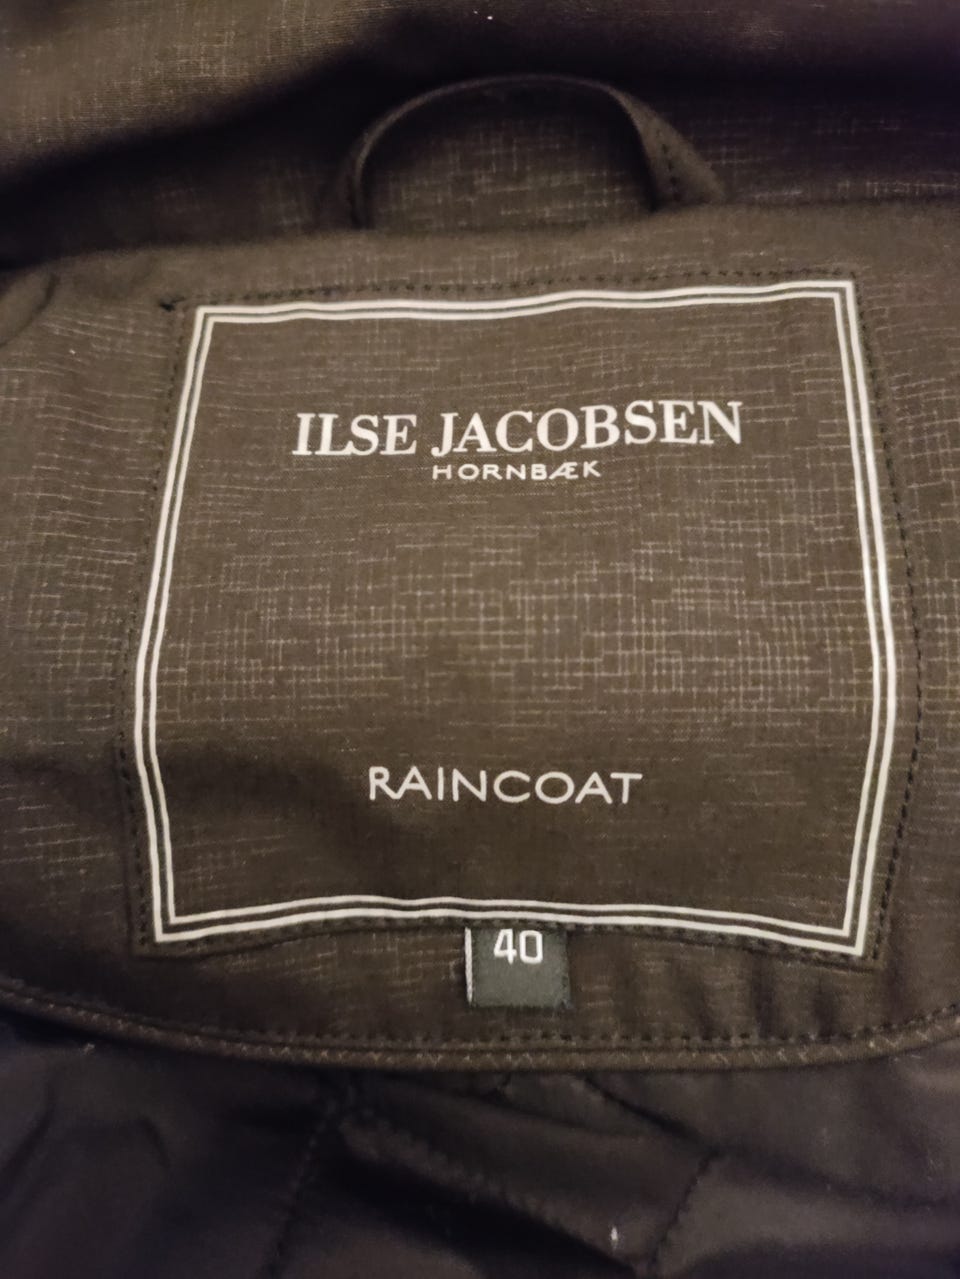 ILSE JACOBSEN
HORNBÆK
RAINCOAT
40